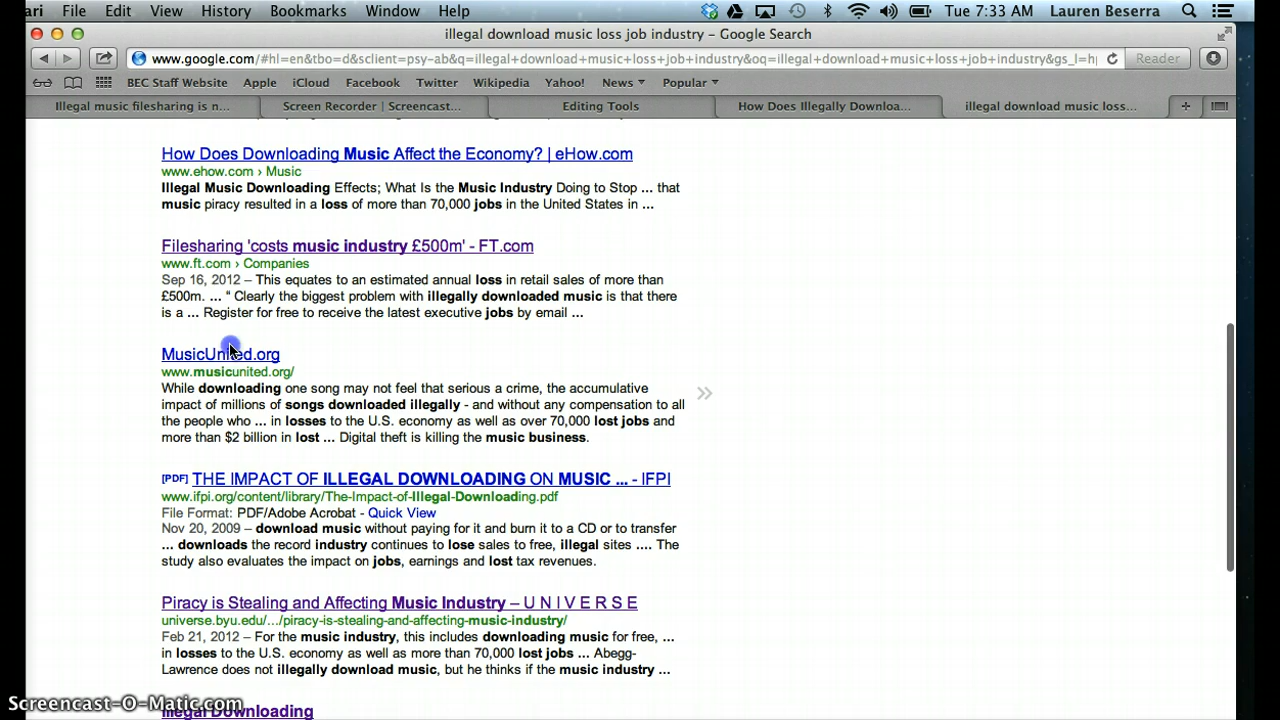 ari File Edit View History Bookmarks Window Help Tue 7:33 AM Lauren Beserra
illegal download music loss job industry – Google Search
www.google.com/#hl=en&tbo=d&sclient=psy-ab&q=illegal+download+music+loss+job+industry&oq=illegal+download+music+loss+job+industry&gs_l=hp Reader
BEC Staff Website Apple iCloud Facebook Twitter Wikipedia Yahoo! News Popular
Illegal music filesharing is n... Screen Recorder | Screencast... Editing Tools How Does Illegally Downloa... illegal download music loss... +
How Does Downloading Music Affect the Economy? | eHow.com
www.ehow.com › Music
Illegal Music Downloading Effects; What Is the Music Industry Doing to Stop ... that
music piracy resulted in a loss of more than 70,000 jobs in the United States in ...
Filesharing 'costs music industry £500m' - FT.com
www.ft.com › Companies
Sep 16, 2012 – This equates to an estimated annual loss in retail sales of more than
£500m. ... “ Clearly the biggest problem with illegally downloaded music is that there
is a ... Register for free to receive the latest executive jobs by email ...
MusicUnited.org
www.musicunited.org/
While downloading one song may not feel that serious a crime, the accumulative
impact of millions of songs downloaded illegally - and without any compensation to all
the people who ... in losses to the U.S. economy as well as over 70,000 lost jobs and
more than $2 billion in lost ... Digital theft is killing the music business.
[PDF] THE IMPACT OF ILLEGAL DOWNLOADING ON MUSIC ... - IFPI
www.ifpi.org/content/library/The-Impact-of-Illegal-Downloading.pdf
File Format: PDF/Adobe Acrobat - Quick View
Nov 20, 2009 – download music without paying for it and burn it to a CD or to transfer
... downloads the record industry continues to lose sales to free, illegal sites .... The
study also evaluates the impact on jobs, earnings and lost tax revenues.
Piracy is Stealing and Affecting Music Industry – U N I V E R S E
universe.byu.edu/.../piracy-is-stealing-and-affecting-music-industry/
Feb 21, 2012 – For the music industry, this includes downloading music for free, ...
in losses to the U.S. economy as well as more than 70,000 lost jobs ... Abegg-
Lawrence does not illegally download music, but he thinks if the music industry ...
Illegal Downloading
Screencast-O-Matic.com